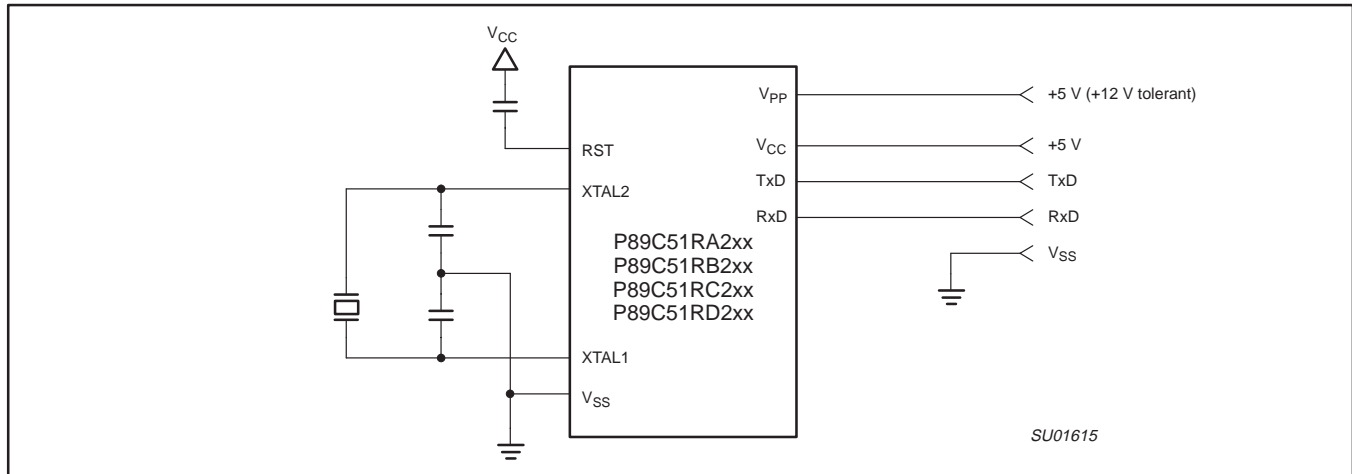 VCC
RST
XTAL2
XTAL1
VSS
P89C51RA2xx
P89C51RB2xx
P89C51RC2xx
P89C51RD2xx
VPP
VCC
TxD
RxD
+5 V (+12 V tolerant)
+5 V
TxD
RxD
VSS
SU01615